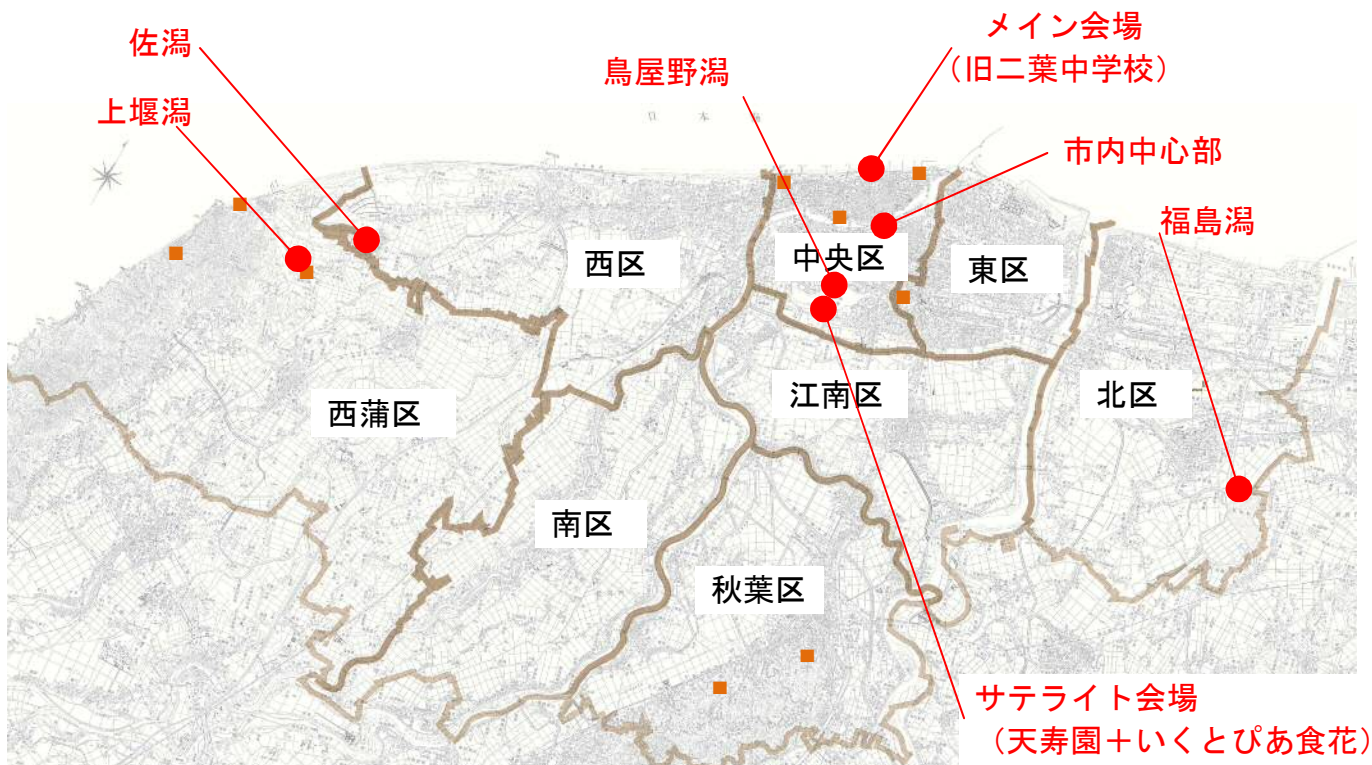 メイン会場
（旧二葉中学校）
佐潟
鳥屋野潟
上堰潟
日本海
市内中心部
福島潟
西区
中央区
東区
江南区
北区
西蒲区
南区
秋葉区
サテライト会場
（天寿園＋いくとぴあ食花）